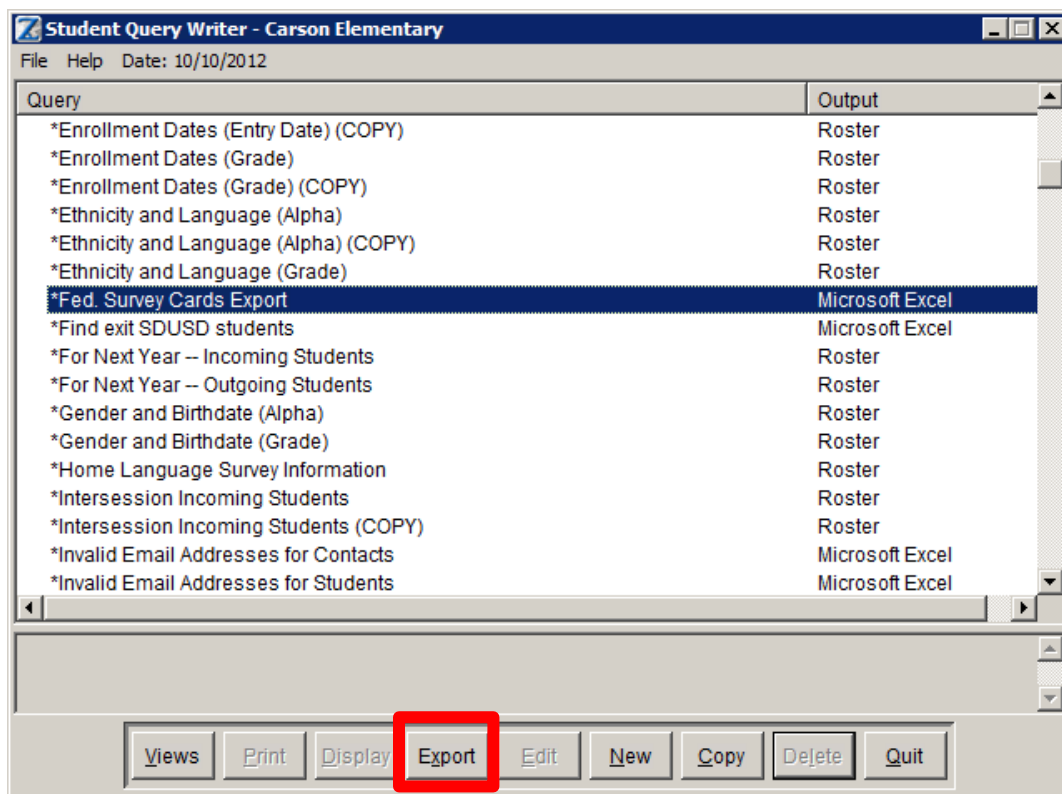 Student Query Writer - Carson Elementary
File Help Date: 10/10/2012
Query Output
*Enrollment Dates (Entry Date) (COPY) Roster
*Enrollment Dates (Grade) Roster
*Enrollment Dates (Grade) (COPY) Roster
*Ethnicity and Language (Alpha) Roster
*Ethnicity and Language (Alpha) (COPY) Roster
*Ethnicity and Language (Grade) Roster
*Fed. Survey Cards Export Microsoft Excel
*Find exit SDUSD students Microsoft Excel
*For Next Year -- Incoming Students Roster
*For Next Year -- Outgoing Students Roster
*Gender and Birthdate (Alpha) Roster
*Gender and Birthdate (Grade) Roster
*Home Language Survey Information Roster
*Intersession Incoming Students Roster
*Intersession Incoming Students (COPY) Roster
*Invalid Email Addresses for Contacts Microsoft Excel
*Invalid Email Addresses for Students Microsoft Excel
Views Print Display Export Edit New Copy Delete Quit